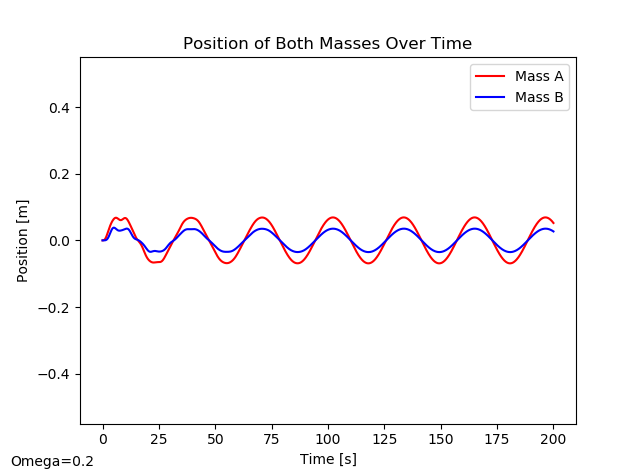 Position of Both Masses Over Time
Mass A
Mass B
Position [m]
0.4
0.2
0.0
−0.2
−0.4
0 25 50 75 100 125 150 175 200
Time [s]
Omega=0.2